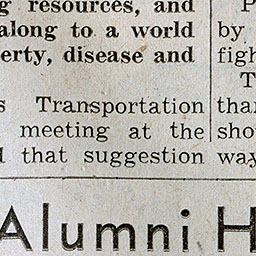 g resources, and
along to a world
erty, disease and
s Transportation
meeting at the
d that suggestion
P
by
figh
T
than
sho
way
Alumni H